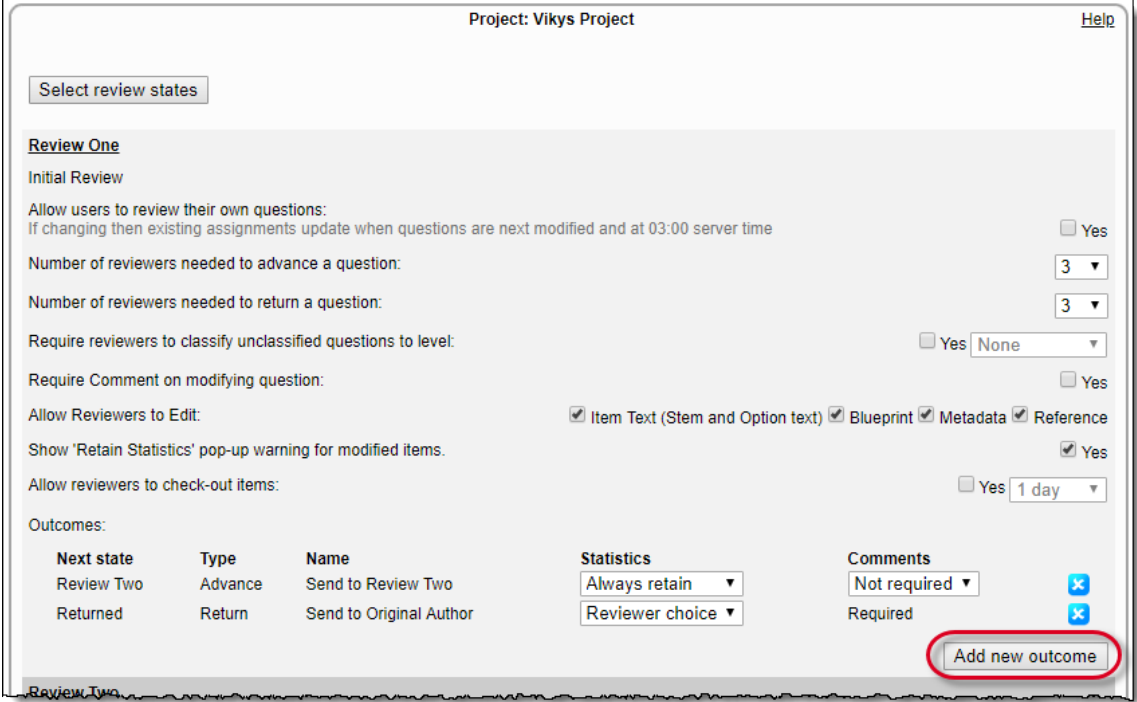 Project: Vikys Project Help
Select review states
Review One
Initial Review
Allow users to review their own questions:
If changing then existing assignments update when questions are next modified and at 03:00 server time Yes
Number of reviewers needed to advance a question: 3
Number of reviewers needed to return a question: 3
Require reviewers to classify unclassified questions to level: Yes None
Require Comment on modifying question: Yes
Allow Reviewers to Edit: Item Text (Stem and Option text) Blueprint Metadata Reference
Show 'Retain Statistics' pop-up warning for modified items. Yes
Allow reviewers to check-out items: Yes 1 day
Outcomes:
Next state Type Name Statistics Comments
Review Two Advance Send to Review Two Always retain Not required
Returned Return Send to Original Author Reviewer choice Required
Add new outcome
Review Two